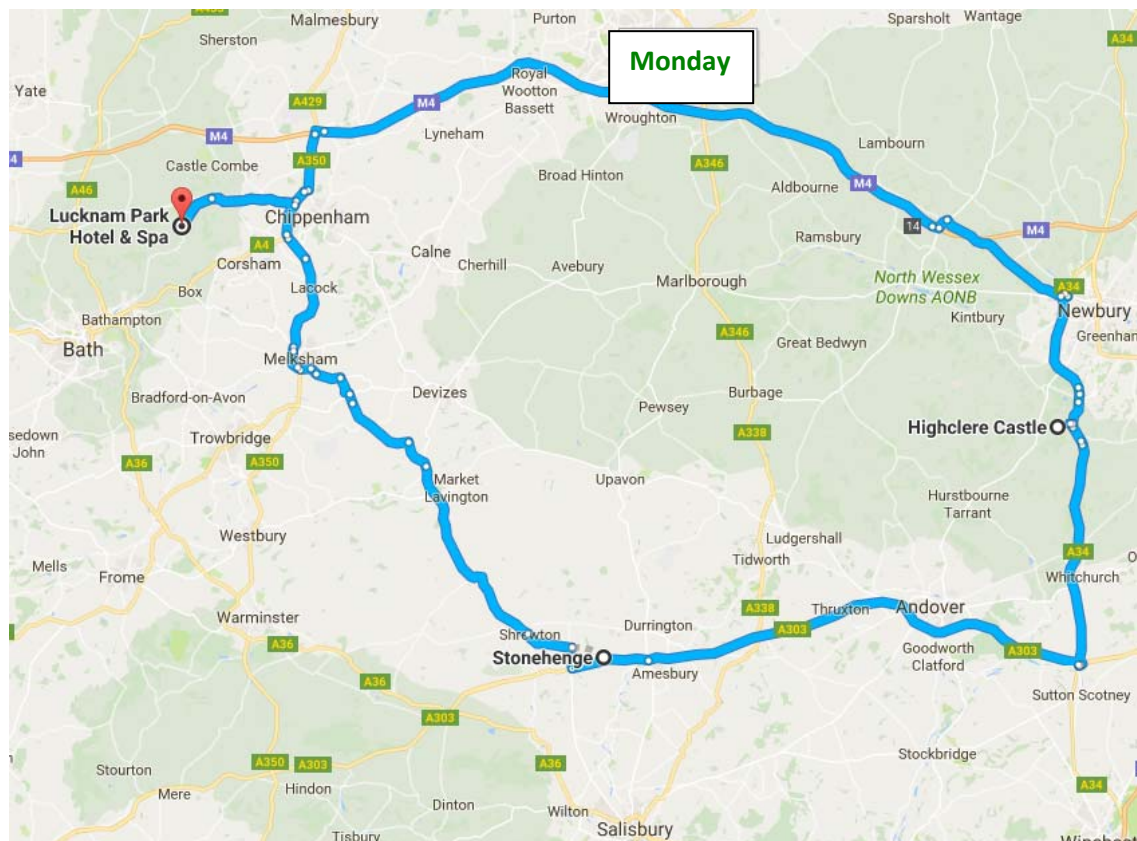 Malmesbury
Purton
Sparsholt
Wantage
Sherston
A34
Monday
Yate
A429
Royal
Wootton
Bassett
M4
Wroughton
Lyneham
M4
Lambourn
Castle Combe
A350
Broad Hinton
A346
Aldbourne
M4
A46
Lucknam Park
Hotel & Spa
Chippenham
14
M4
A4
Calne
Ramsbury
Corsham
Cherhill
Avebury
Marlborough
North Wessex
Downs AONB
A34
Box
Lacock
Kintbury
Newbury
Bathampton
A346
Greenham
Bath
Great Bedwyn
Melksham
Devizes
Burbage
Bradford-on-Avon
Pewsey
Highclere Castle
Trowbridge
A338
sedown
John
A36
A350
Market
Lavington
Upavon
Hurstbourne
Tarrant
Westbury
Ludgershall
A34
Mells
Tidworth
Whitchurch
Frome
Warminster
A338
Thruxton
Andover
A36
Shrewton
Durrington
A303
Stonehenge
Goodworth
Clatford
A303
Amesbury
A36
Sutton Scotney
A303
Stockbridge
Stourton
A350
A303
A36
Mere
Hindon
A34
Dinton
Wilton
Tisbury
Salisbury